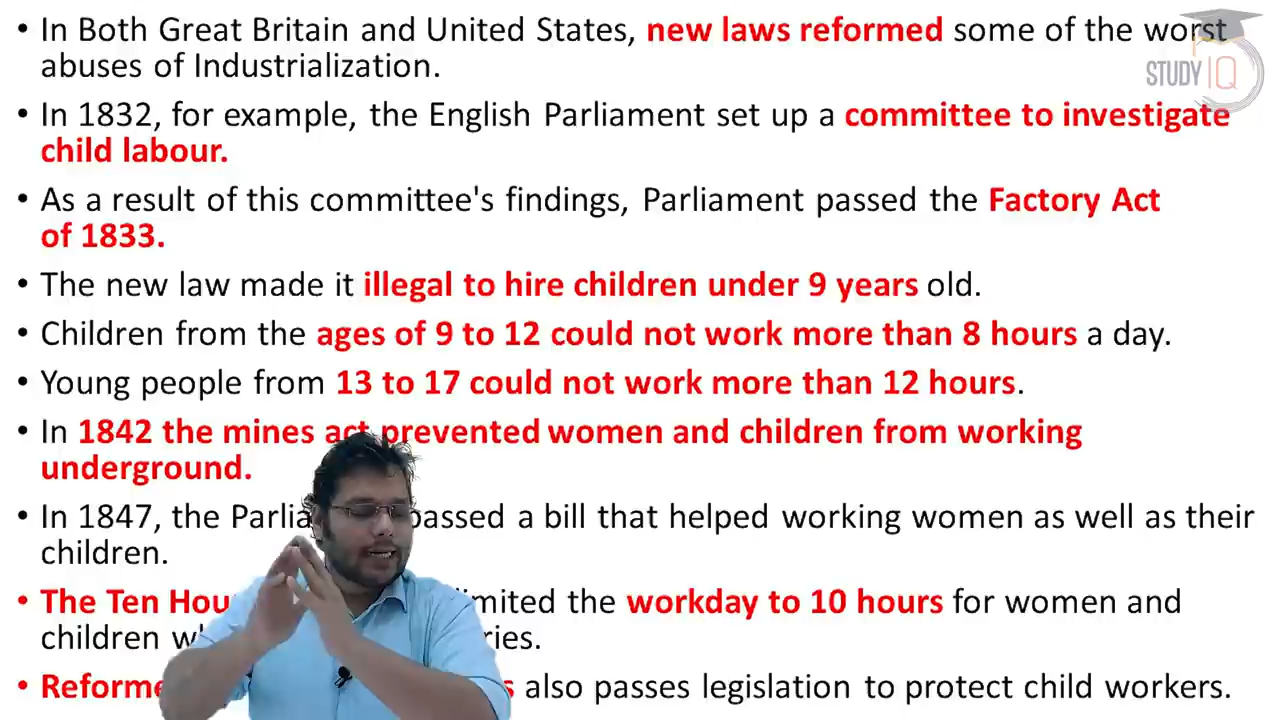 • In Both Great Britain and United States, new laws reformed some of the worst
abuses of Industrialization.
STUDY IQ
• In 1832, for example, the English Parliament set up a committee to investigate
child labour.
• As a result of this committee's findings, Parliament passed the Factory Act
of 1833.
• The new law made it illegal to hire children under 9 years old.
• Children from the ages of 9 to 12 could not work more than 8 hours a day.
• Young people from 13 to 17 could not work more than 12 hours.
• In 1842 the mines act prevented women and children from working
underground.
• In 1847, the passed a bill that helped working women as well as their
children.
• The Ten the workday to 10 hours for women and
children
• also passes legislation to protect child workers.